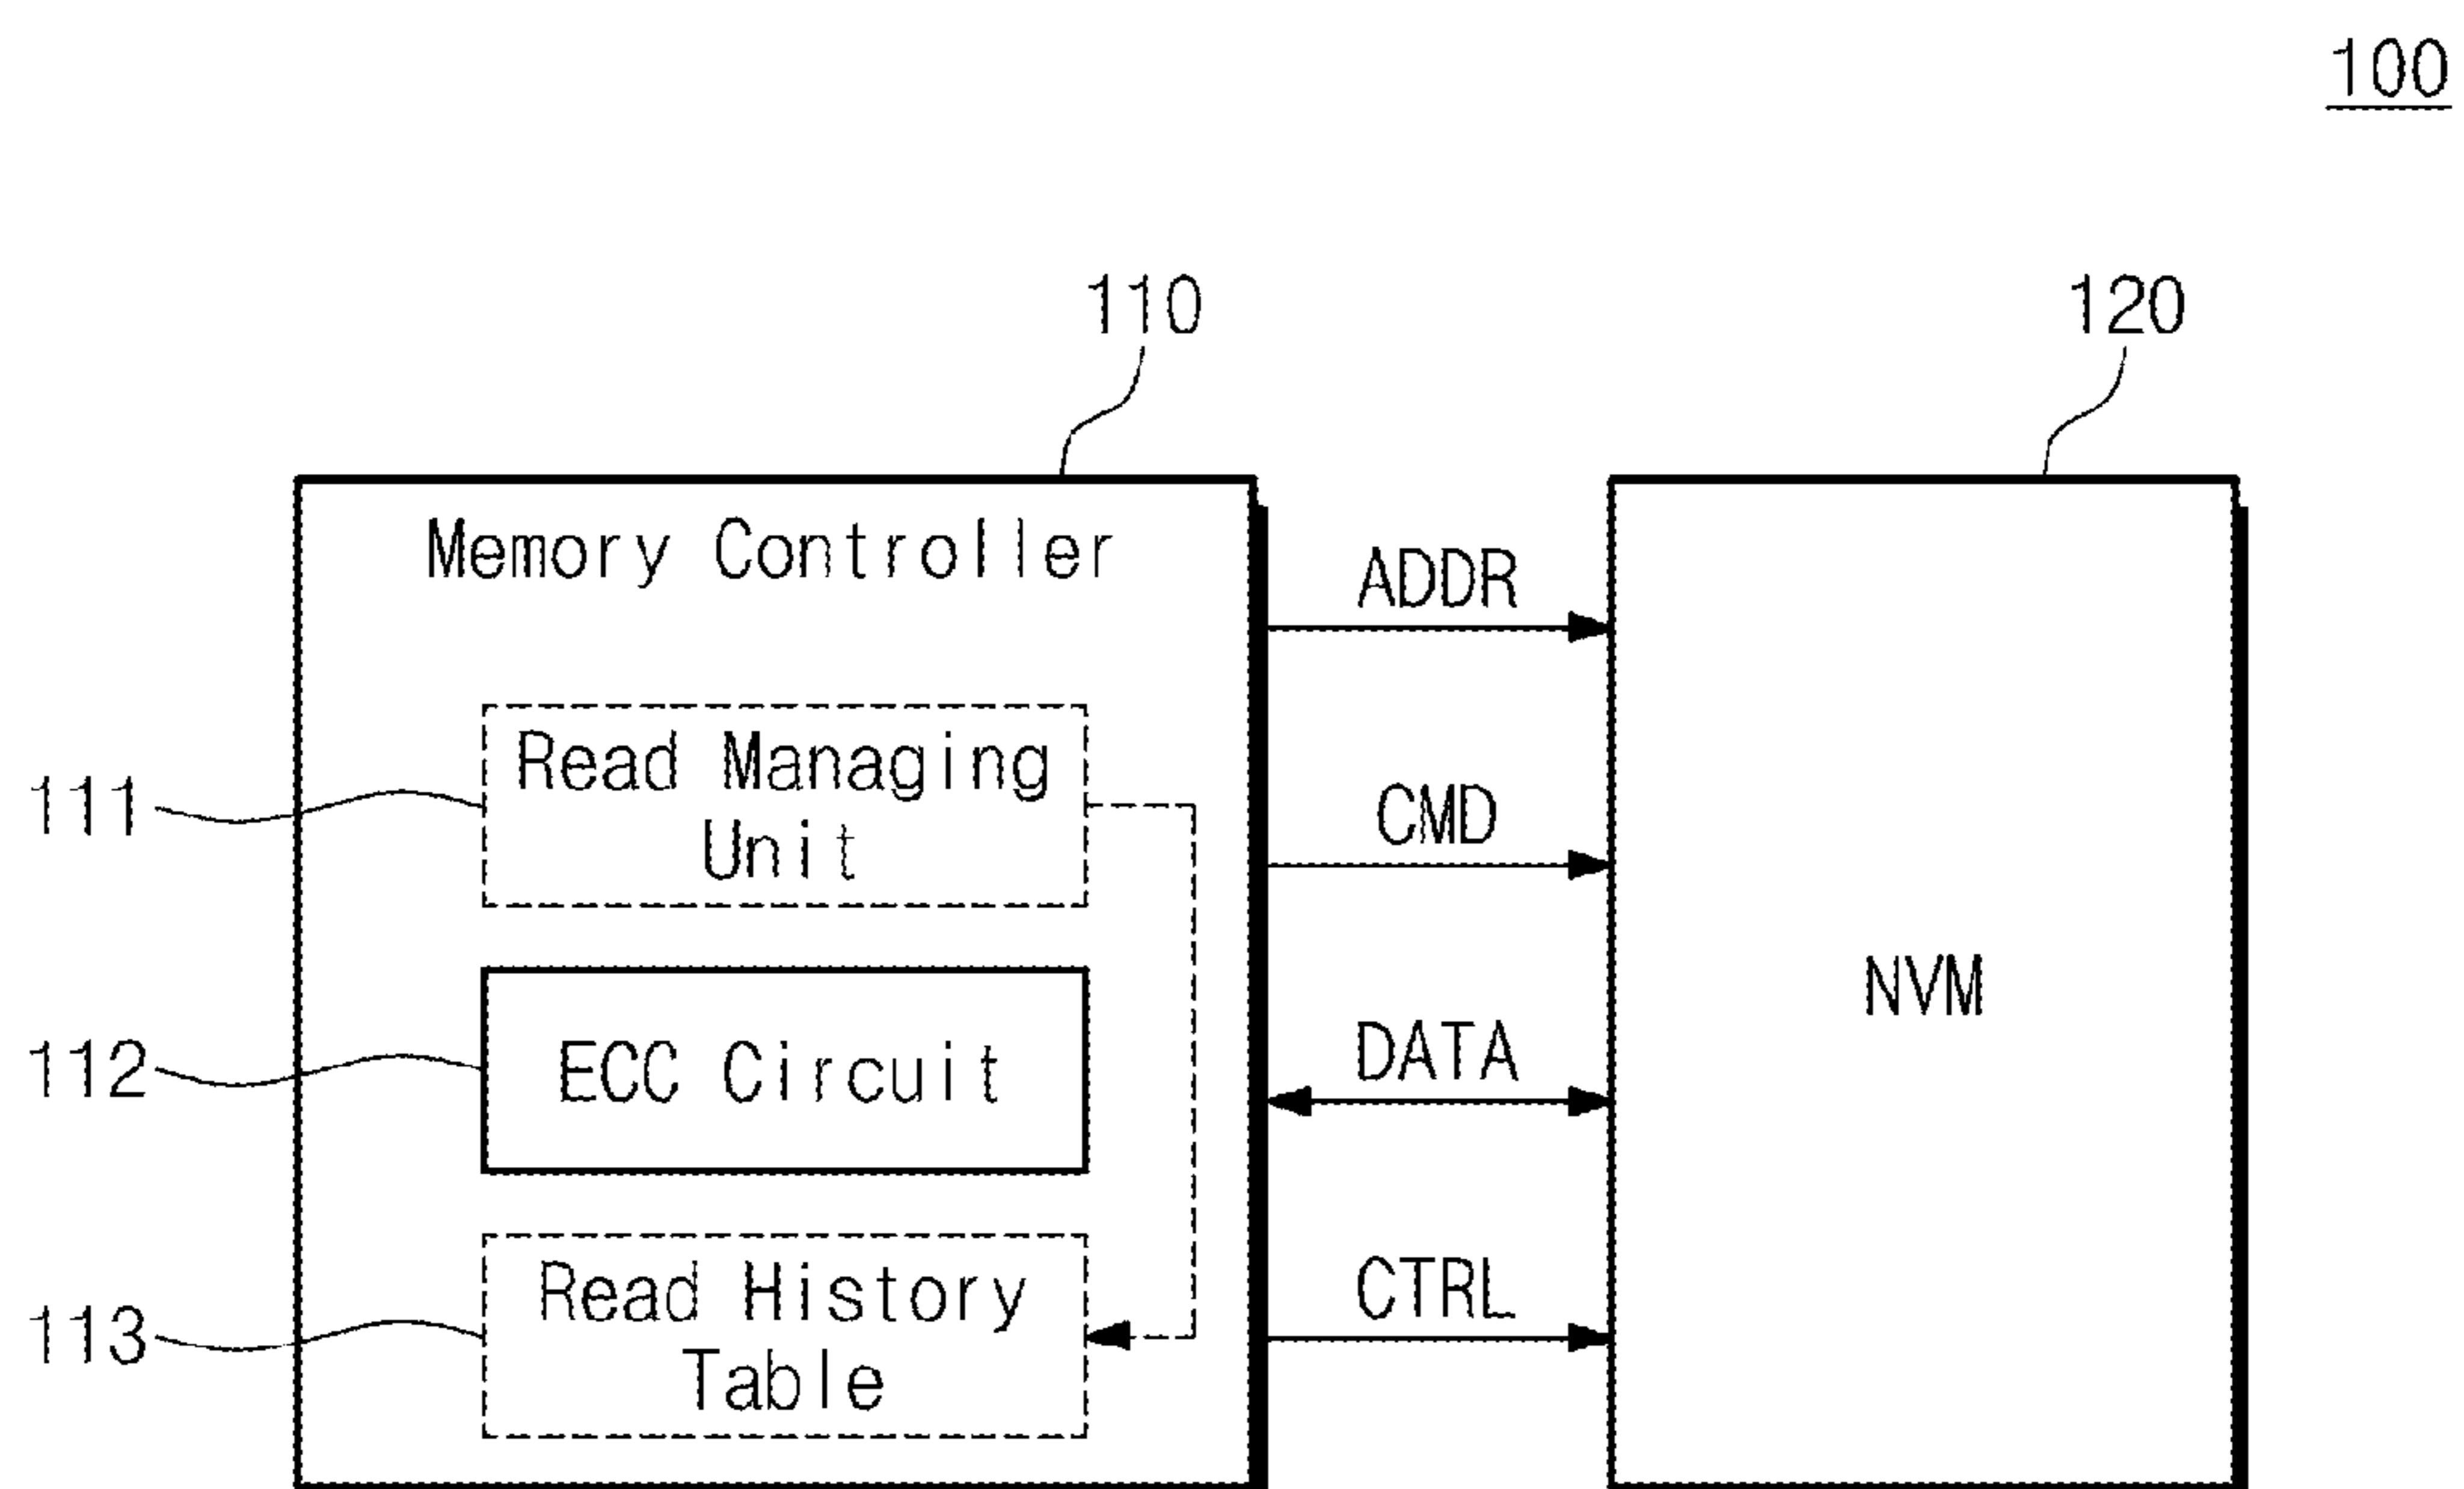 100
110
120
Memory Controller
ADDR
Read Managing
Unit
111
CMD
NVM
ECC Circuit
112
DATA
Read History
Table
113
CTRL